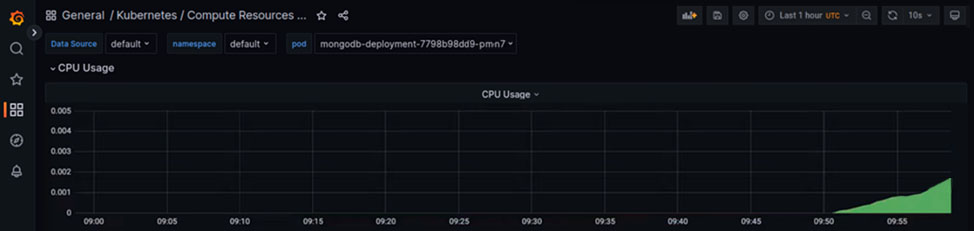 General / Kubernetes / Compute Resources ...
Last 1 hour UTC
10s
Data Source default namespace default pod mongodb-deployment-7798b98dd9-pmn7
CPU Usage
CPU Usage
0.005
0.004
0.003
0.002
0.001
0
09:00 09:05 09:10 09:15 09:20 09:25 09:30 09:35 09:40 09:45 09:50 09:55